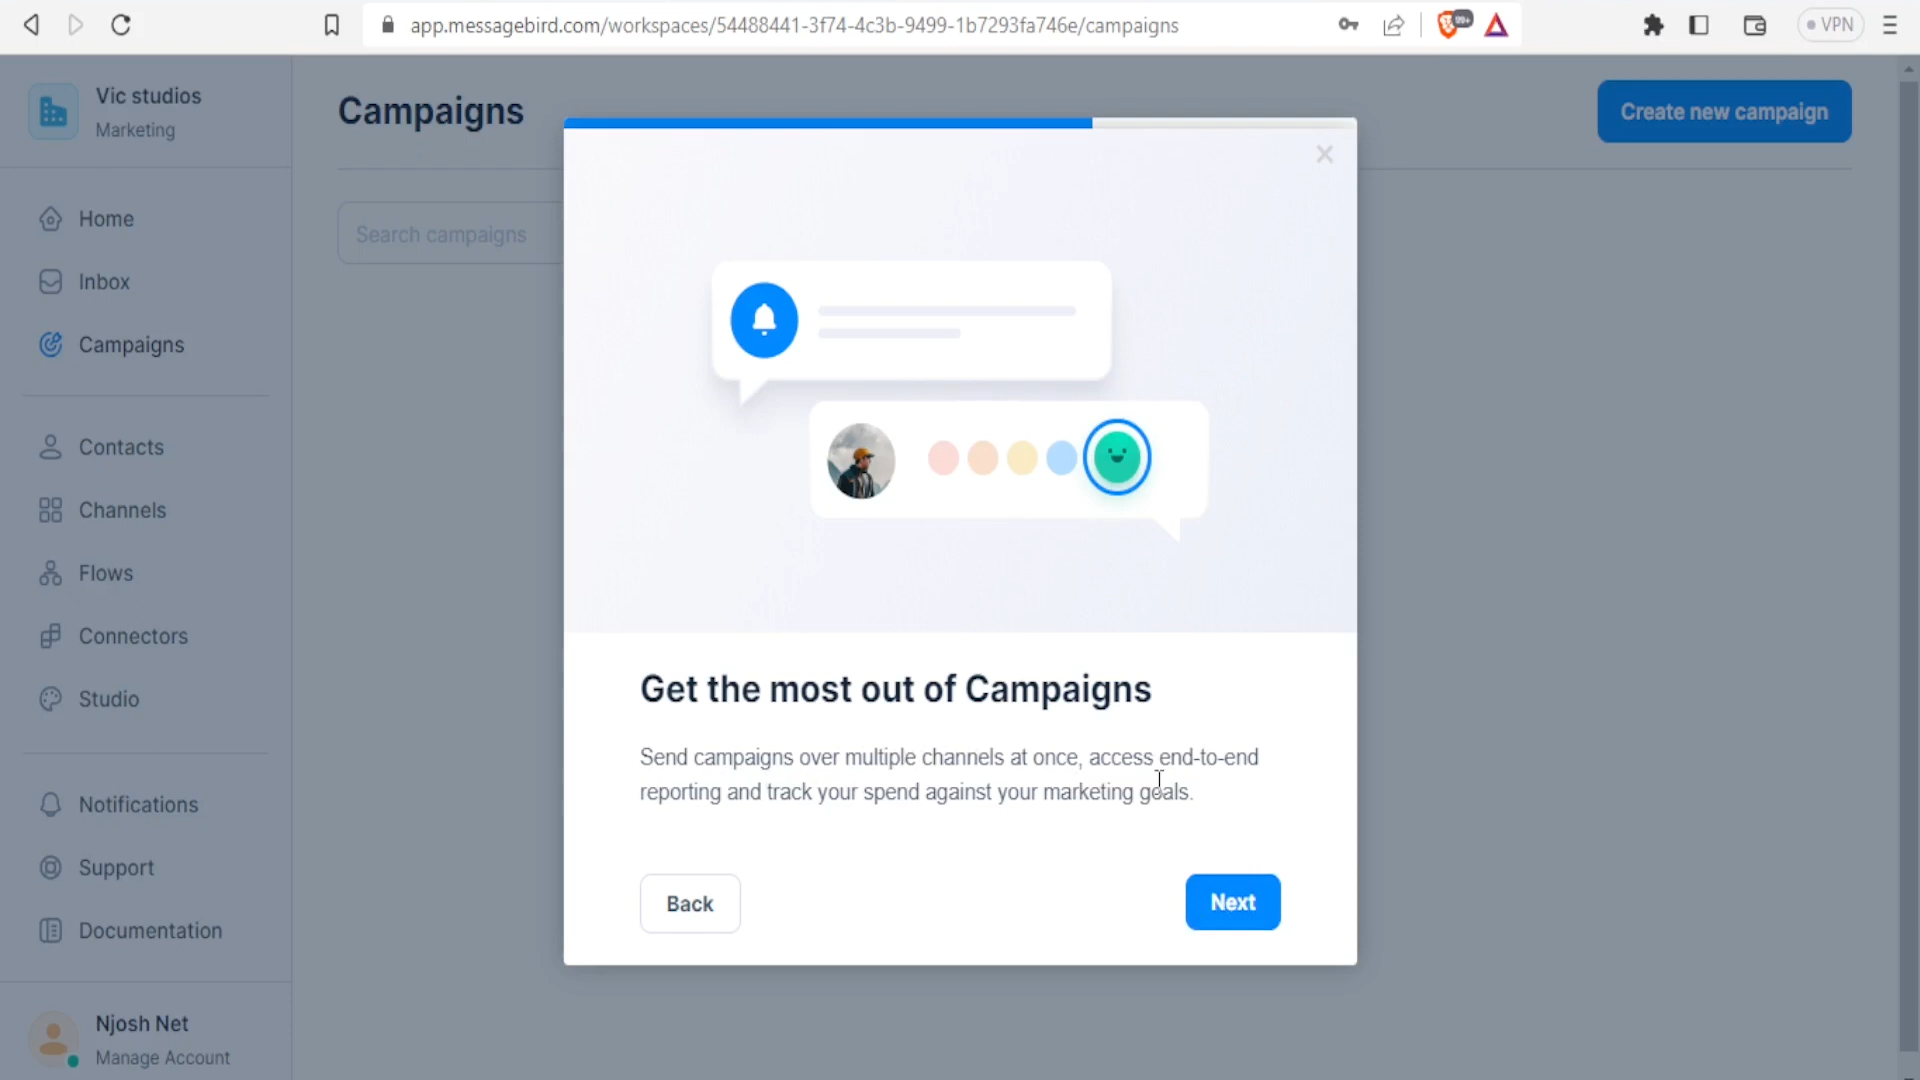 app.messagebird.com/workspaces/54488441-3f74-4c3b-9499-1b7293fa746e/campaigns
99+
VPN
Vic studios
Marketing
Home
Inbox
Campaigns
Contacts
Channels
Flows
Connectors
Studio
Notifications
Support
Documentation
Njosh Net
Manage Account
Campaigns
Create new campaign
Search campaigns
Get the most out of Campaigns
Send campaigns over multiple channels at once, access end-to-end
reporting and track your spend against your marketing goals.
Back
Next